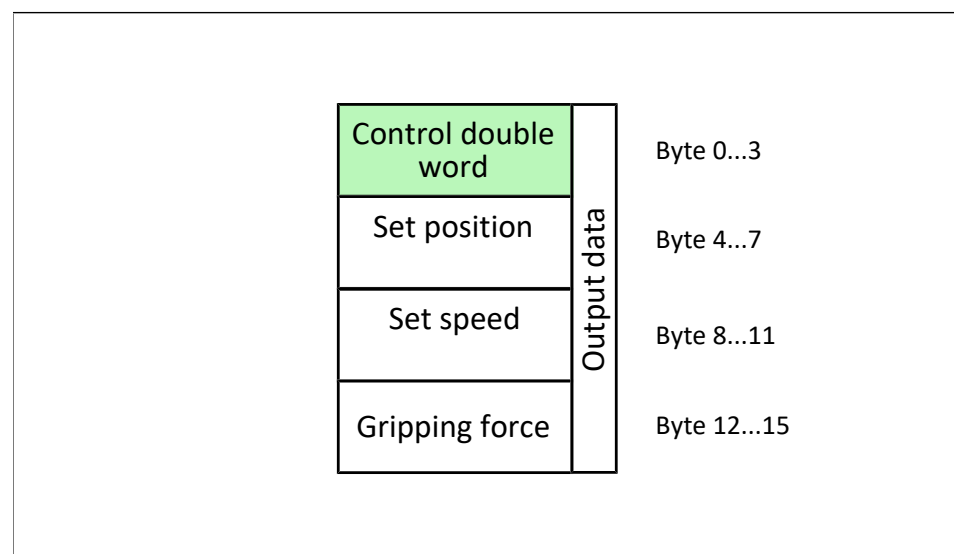 Control double
word
Byte 0...3
Set position
Byte 4...7
Set speed
Byte 8...11
Gripping force
Byte 12...15
Output data